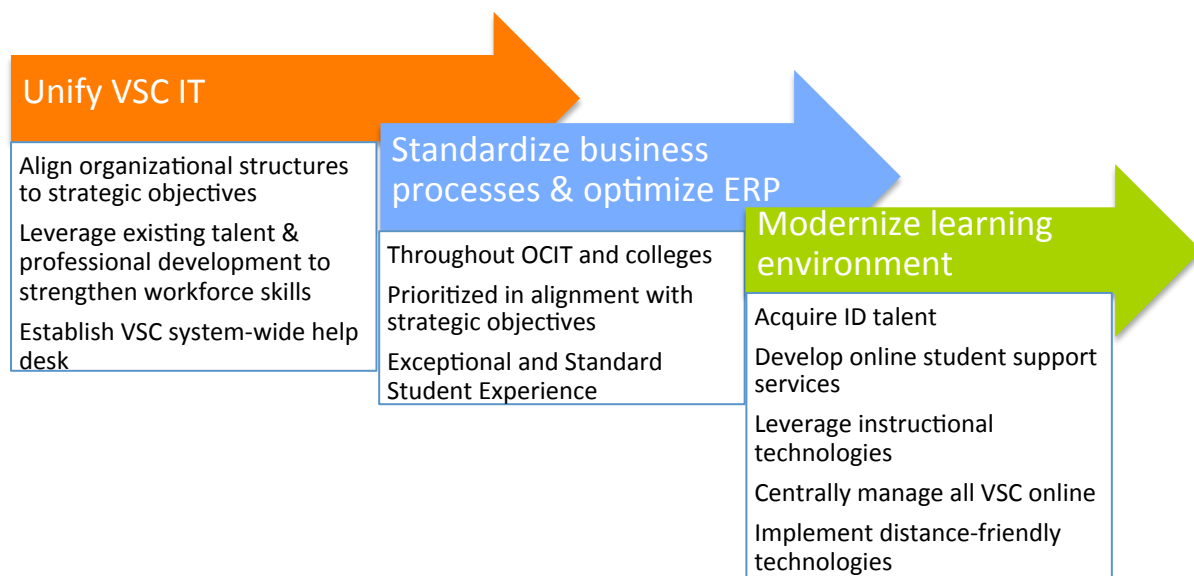 Unify VSC IT
Align organizational structures
to strategic objectives
Leverage existing talent &
professional development to
strengthen workforce skills
Establish VSC system-wide help
desk
Standardize business
processes & optimize ERP
Throughout OCIT and colleges
Prioritized in alignment with
strategic objectives
Exceptional and Standard
Student Experience
Modernize learning
environment
Acquire ID talent
Develop online student support
services
Leverage instructional
technologies
Centrally manage all VSC online
Implement distance-friendly
technologies